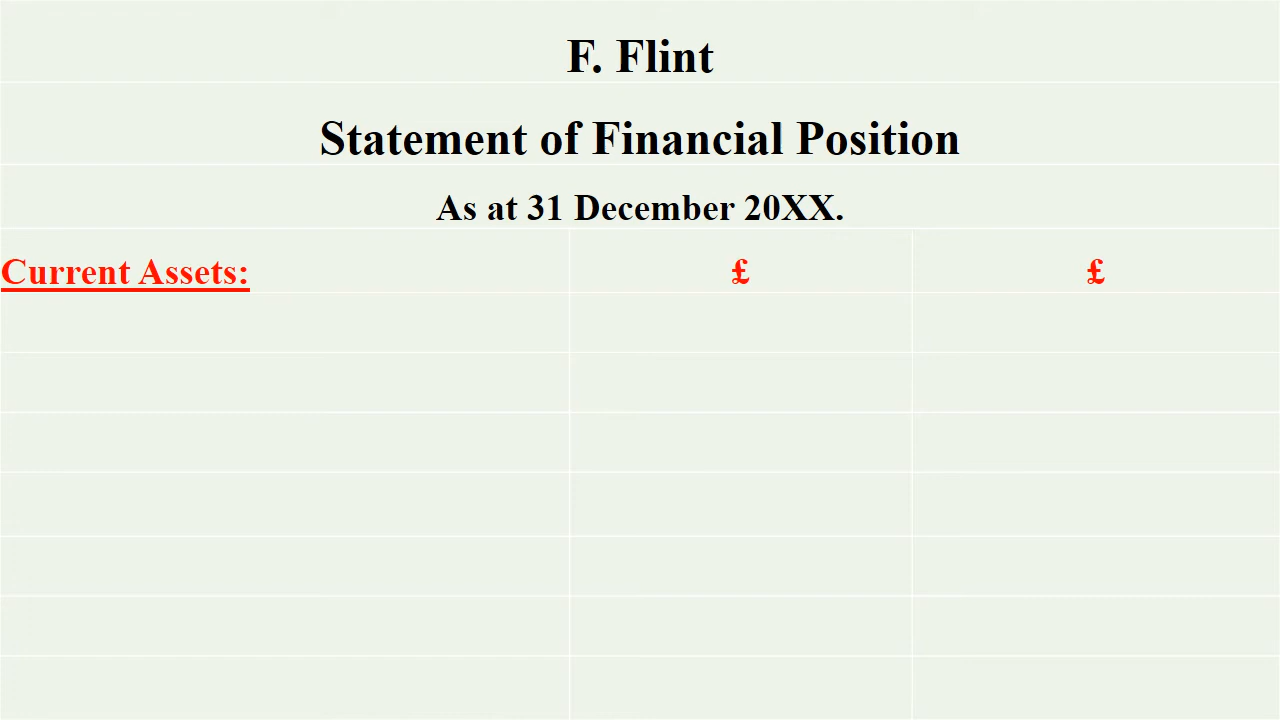 F. Flint
Statement of Financial Position
As at 31 December 20XX.
Current Assets: £ £